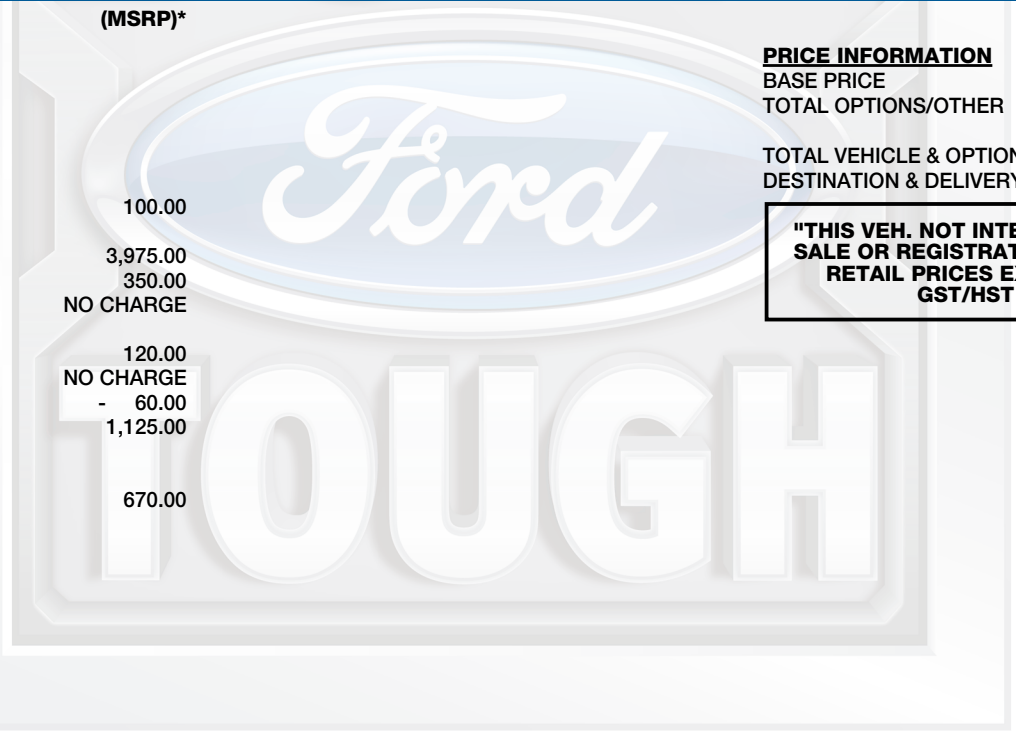 (MSRP)*
100.00
3,975.00
350.00
NO CHARGE
120.00
NO CHARGE
- 60.00
1,125.00
670.00
PRICE INFORMATION
BASE PRICE
TOTAL OPTIONS/OTHER
TOTAL VEHICLE & OPTION
DESTINATION & DELIVERY
"THIS VEH. NOT INTE
SALE OR REGISTRAT
RETAIL PRICES EX
GST/HST
Ford
TOUGH